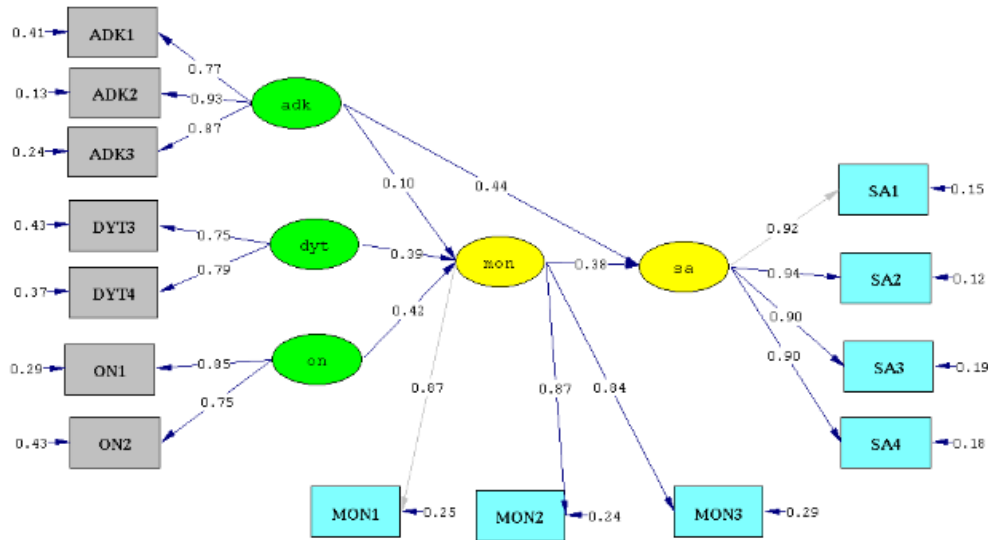 0.41 ADK1
0.77
0.13 ADK2
0.93
adk
0.87
0.24 ADK3
0.10
0.44
SA1 0.15
0.92
0.43 DYT3
0.75
dyt
0.39
mon
0.38
sa
0.94
SA2 0.12
0.79
0.37 DYT4
0.42
0.90
0.90
0.29 ON1
0.85
on
SA3 0.19
0.75
0.87
0.87
0.84
0.43 ON2
SA4 0.18
MON1 0.25
MON2 0.24
MON3 0.29